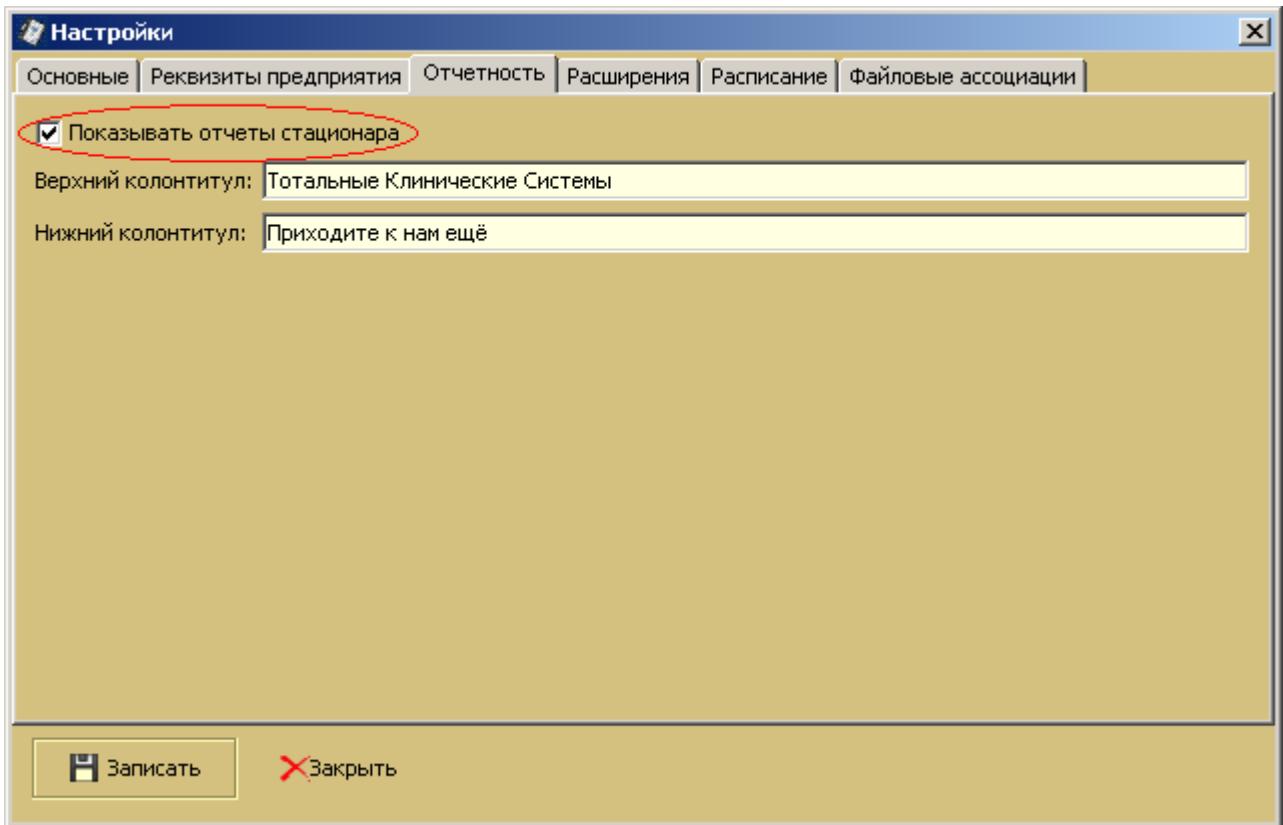 Настройки
Основные Реквизиты предприятия Отчетность Расширения Расписание Файловые ассоциации
Показывать отчеты стационара
Верхний колонтитул: Тотальные Клинические Системы
Нижний колонтитул: Приходите к нам ещё
Записать Закрыть